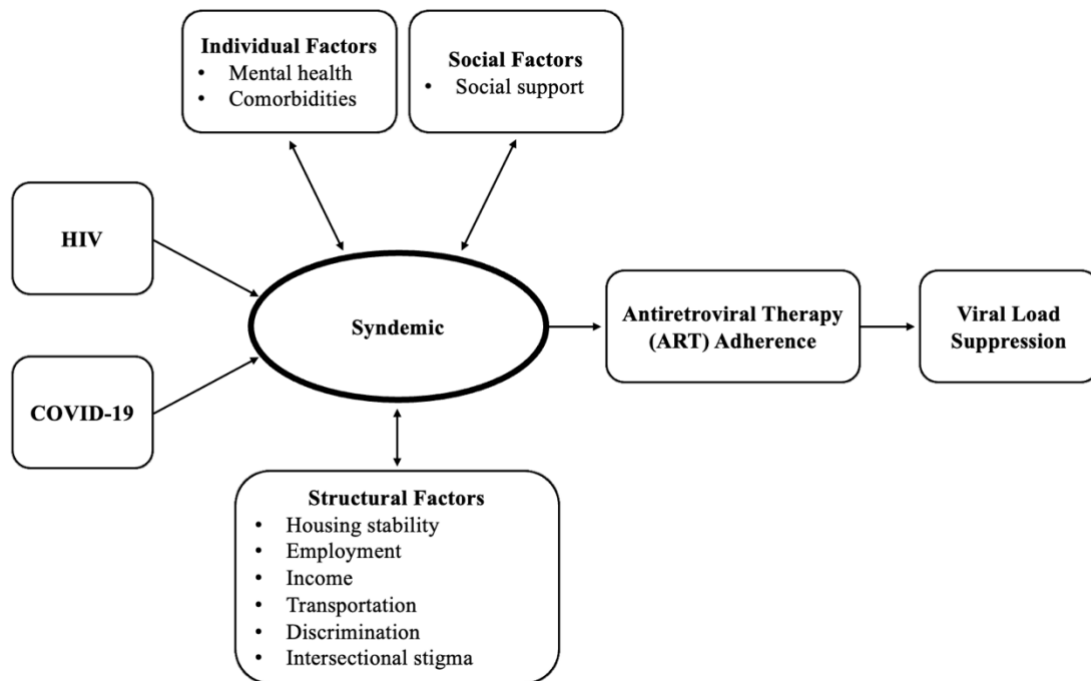 Individual Factors
• Mental health
• Comorbidities
Social Factors
• Social support
HIV
COVID-19
Syndemic
Antiretroviral Therapy
(ART) Adherence
Viral Load
Suppression
Structural Factors
• Housing stability
• Employment
• Income
• Transportation
• Discrimination
• Intersectional stigma